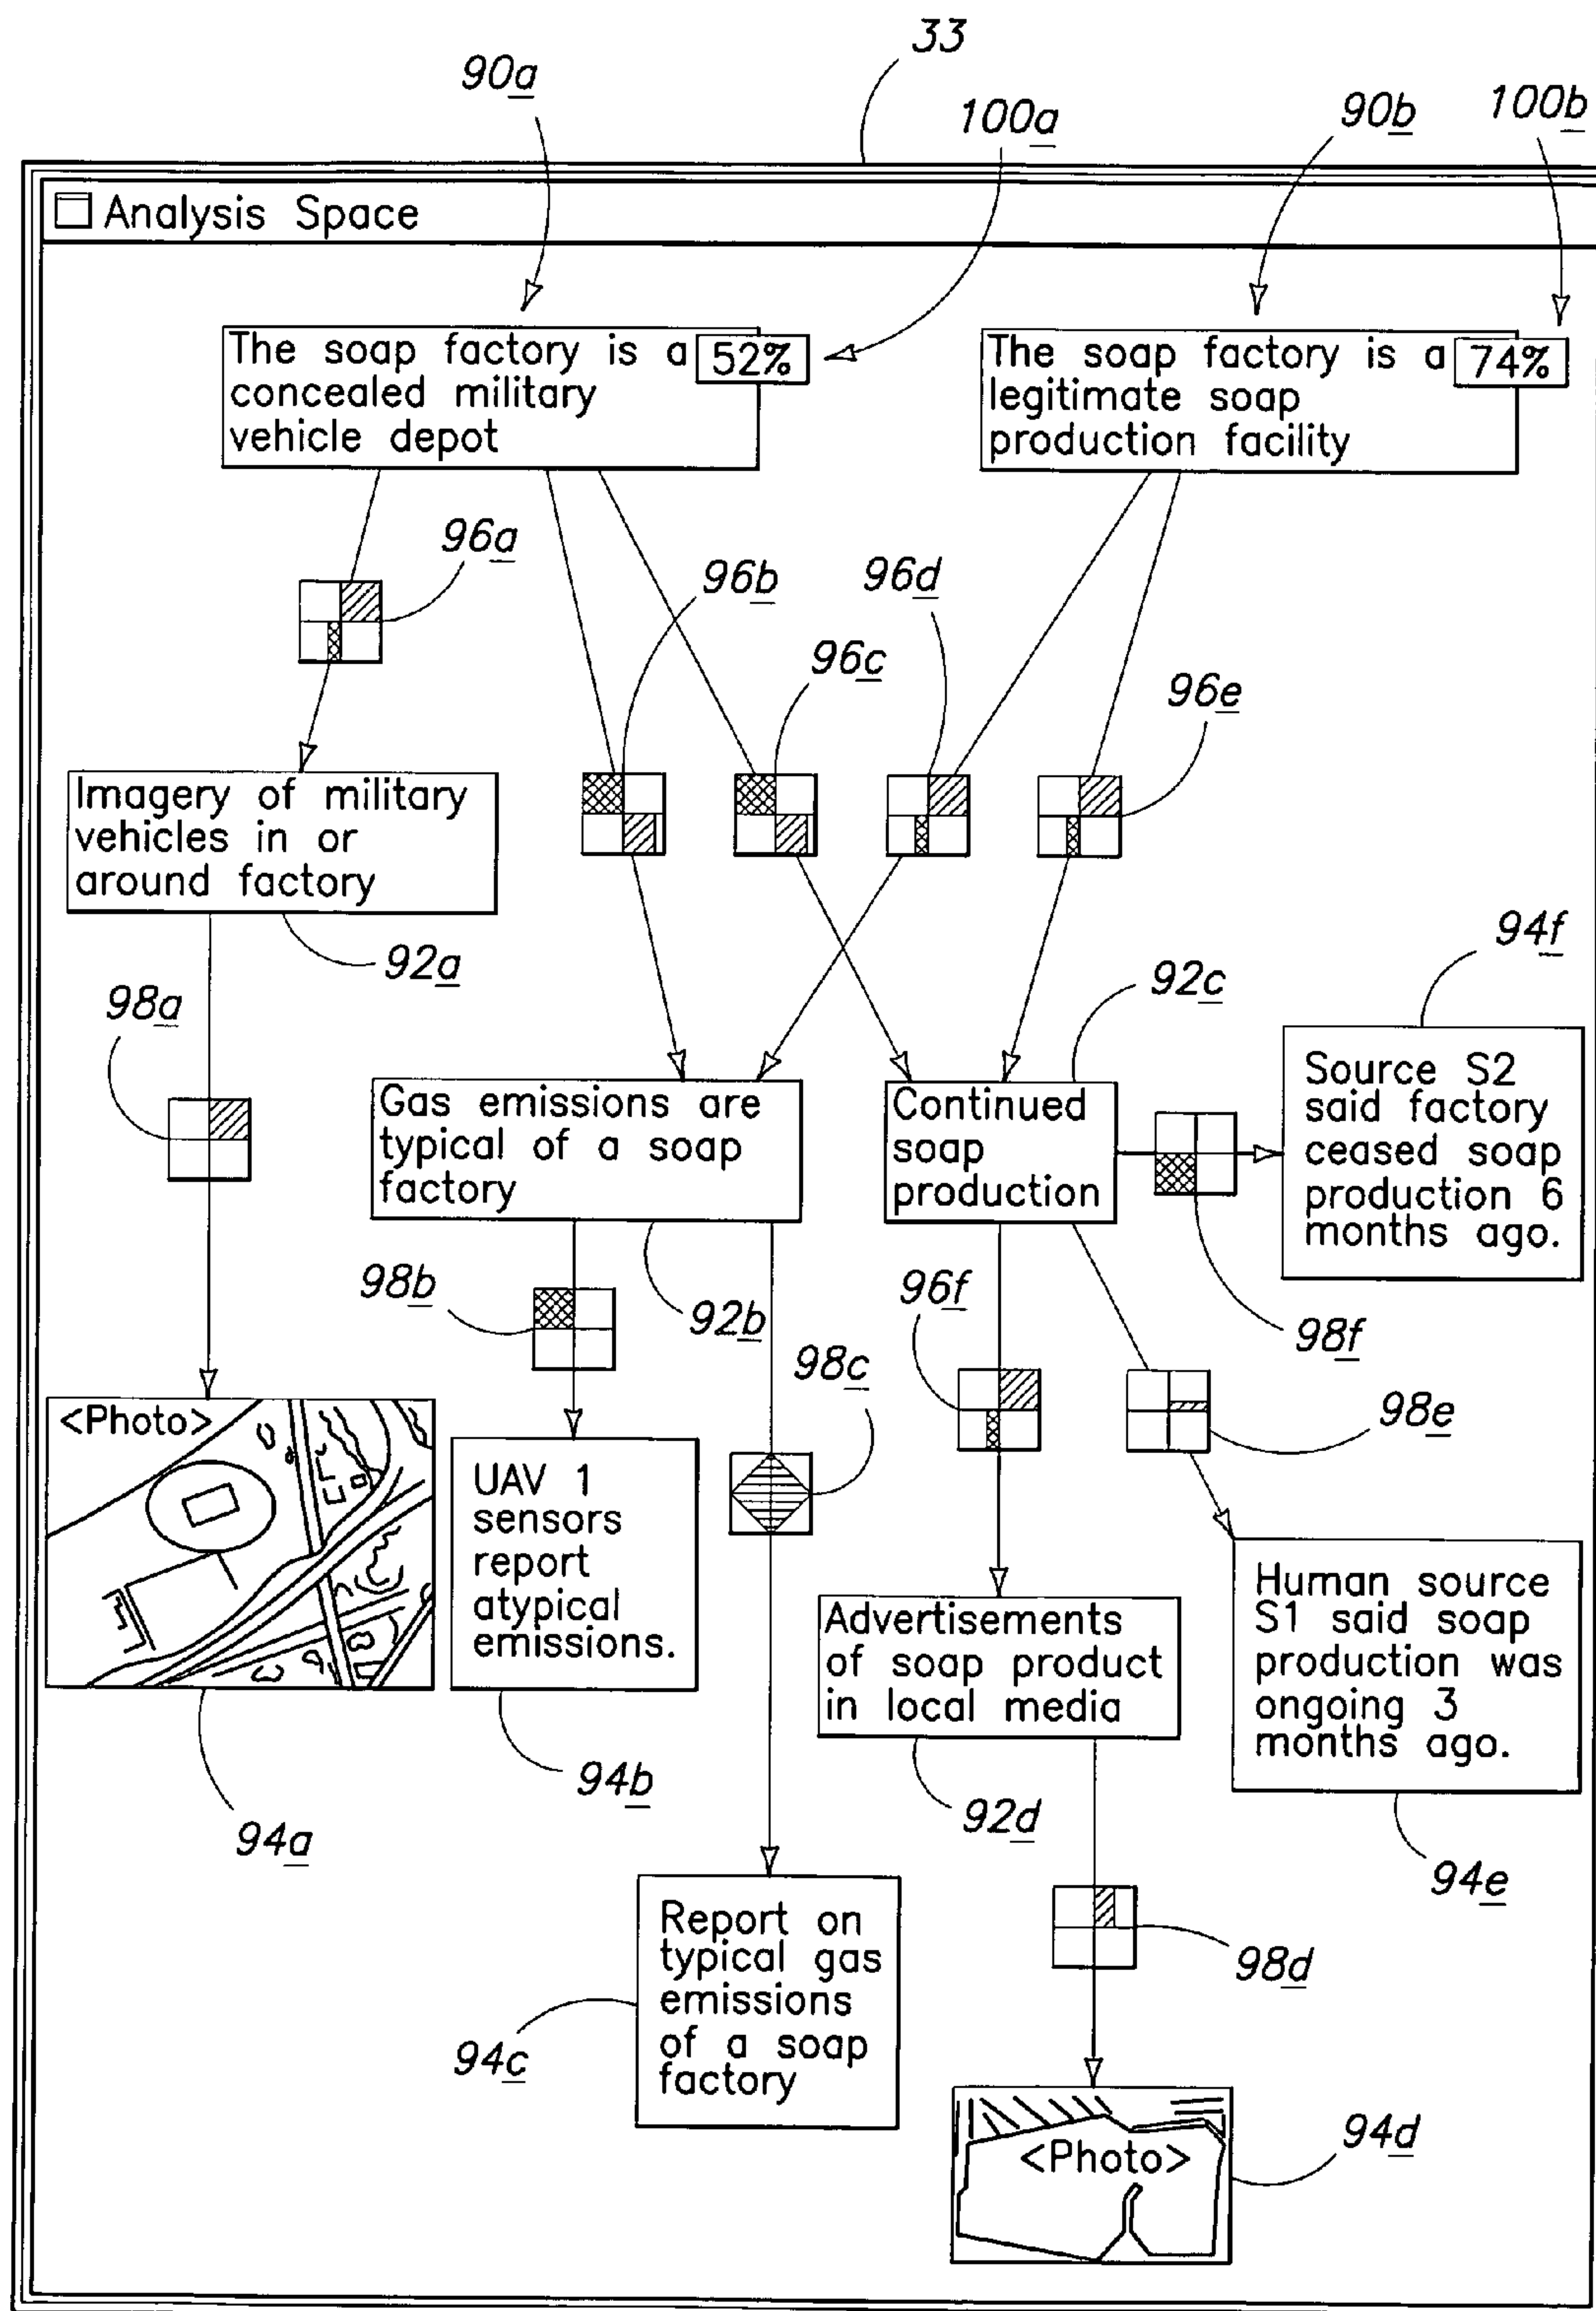 33
90a
100a
90b
100b
Analysis Space
The soap factory is a
concealed military
vehicle depot
52%
The soap factory is a
legitimate soap
production facility
74%
96a
96b
96d
96c
96e
Imagery of military
vehicles in or
around factory
92a
98a
92c
94f
Gas emissions are
typical of a soap
factory
Continued
soap
production
Source S2
said factory
ceased soap
production 6
months ago.
98b
92b
96f
98f
98c
98e
<Photo>
UAV 1
sensors
report
atypical
emissions.
Advertisements
of soap product
in local media
Human source
S1 said soap
production was
ongoing 3
months ago.
94a
94b
92d
94e
Report on
typical gas
emissions
of a soap
factory
94c
98d
<Photo>
94d